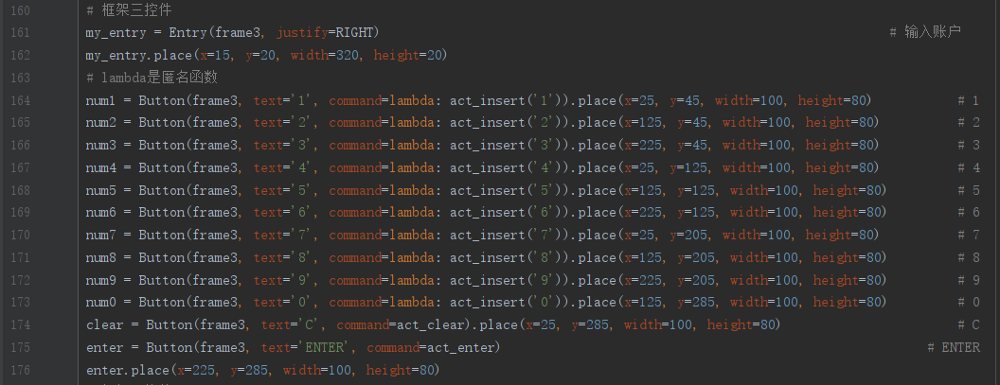 160 # 框架三控件
161 my_entry = Entry(frame3, justify=RIGHT) # 输入账户
162 my_entry.place(x=15, y=20, width=320, height=20)
163 # lambda是匿名函数
164 num1 = Button(frame3, text='1', command=lambda: act_insert('1')).place(x=25, y=45, width=100, height=80) # 1
165 num2 = Button(frame3, text='2', command=lambda: act_insert('2')).place(x=125, y=45, width=100, height=80) # 2
166 num3 = Button(frame3, text='3', command=lambda: act_insert('3')).place(x=225, y=45, width=100, height=80) # 3
167 num4 = Button(frame3, text='4', command=lambda: act_insert('4')).place(x=25, y=125, width=100, height=80) # 4
168 num5 = Button(frame3, text='5', command=lambda: act_insert('5')).place(x=125, y=125, width=100, height=80) # 5
169 num6 = Button(frame3, text='6', command=lambda: act_insert('6')).place(x=225, y=125, width=100, height=80) # 6
170 num7 = Button(frame3, text='7', command=lambda: act_insert('7')).place(x=25, y=205, width=100, height=80) # 7
171 num8 = Button(frame3, text='8', command=lambda: act_insert('8')).place(x=125, y=205, width=100, height=80) # 8
172 num9 = Button(frame3, text='9', command=lambda: act_insert('9')).place(x=225, y=205, width=100, height=80) # 9
173 num0 = Button(frame3, text='0', command=lambda: act_insert('0')).place(x=125, y=285, width=100, height=80) # 0
174 clear = Button(frame3, text='C', command=act_clear).place(x=25, y=285, width=100, height=80) # C
175 enter = Button(frame3, text='ENTER', command=act_enter) # ENTER
176 enter.place(x=225, y=285, width=100, height=80)